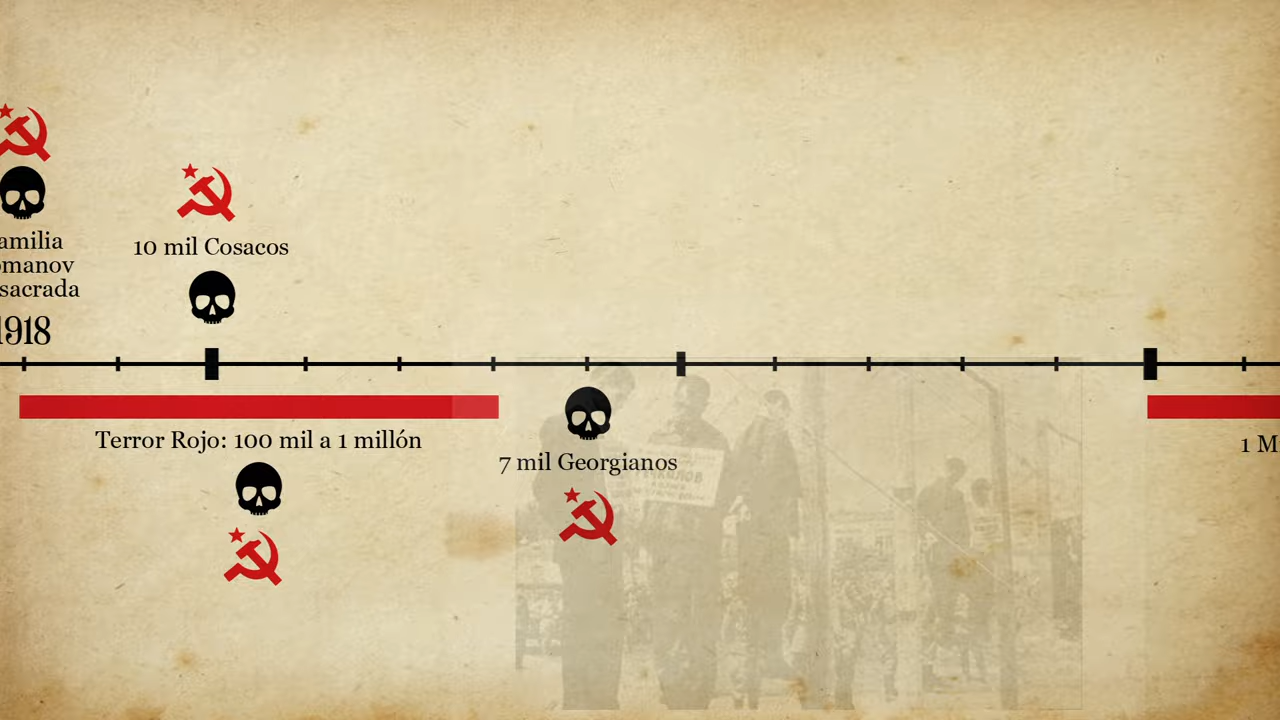 amilia
omanov
sacrada
1918
10 mil Cosacos
Terror Rojo: 100 mil a 1 millón
7 mil Georgianos
1 M